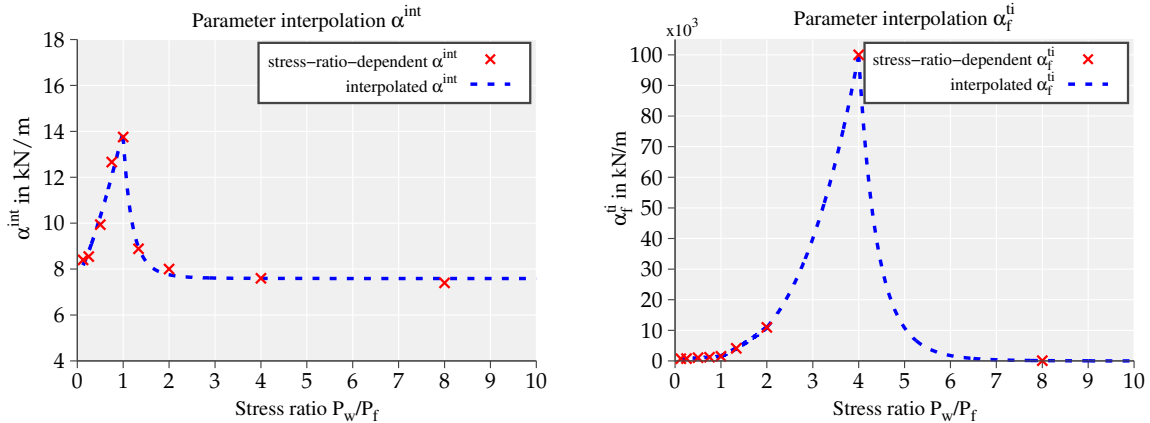 Parameter interpolation α^int
18
16
14
12
10
8
6
4
α^int in kN/m
stress-ratio-dependent α^int
interpolated α^int
0 1 2 3 4 5 6 7 8 9 10
Stress ratio P_w/P_f
Parameter interpolation α_f^ti
x10³
100
90
80
70
60
50
40
30
20
10
0
α_f^ti in kN/m
stress-ratio-dependent α_f^ti
interpolated α_f^ti
0 1 2 3 4 5 6 7 8 9 10
Stress ratio P_w/P_f